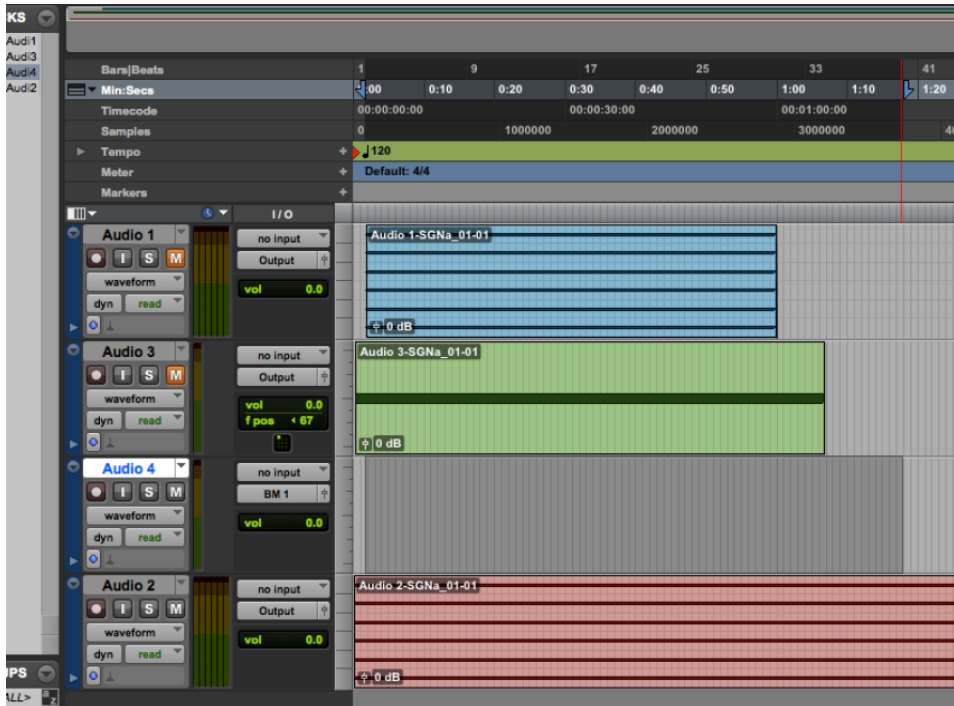 CKS
Audi1
Audi3
Audi4
Audi2
Bars|Beats 1 9 17 25 33 41
Min:Secs :00 0:10 0:20 0:30 0:40 0:50 1:00 1:10 1:20
Timecode 00:00:00:00 00:00:30:00 00:01:00:00
Samples 0 1000000 2000000 3000000 40
Tempo + 120
Meter + Default: 4/4
Markers +
I/O
Audio 1 no input Audio 1-SGNa_01-01
I S M Output
waveform vol 0.0
dyn read
0 dB
Audio 3 no input Audio 3-SGNa_01-01
I S M Output
waveform vol 0.0
dyn read f pos 67
0 dB
Audio 4 no input
I S M BM 1
waveform vol 0.0
dyn read
Audio 2 no input Audio 2-SGNa_01-01
I S M Output
waveform vol 0.0
dyn read
0 dB
UPS
ALL> a z